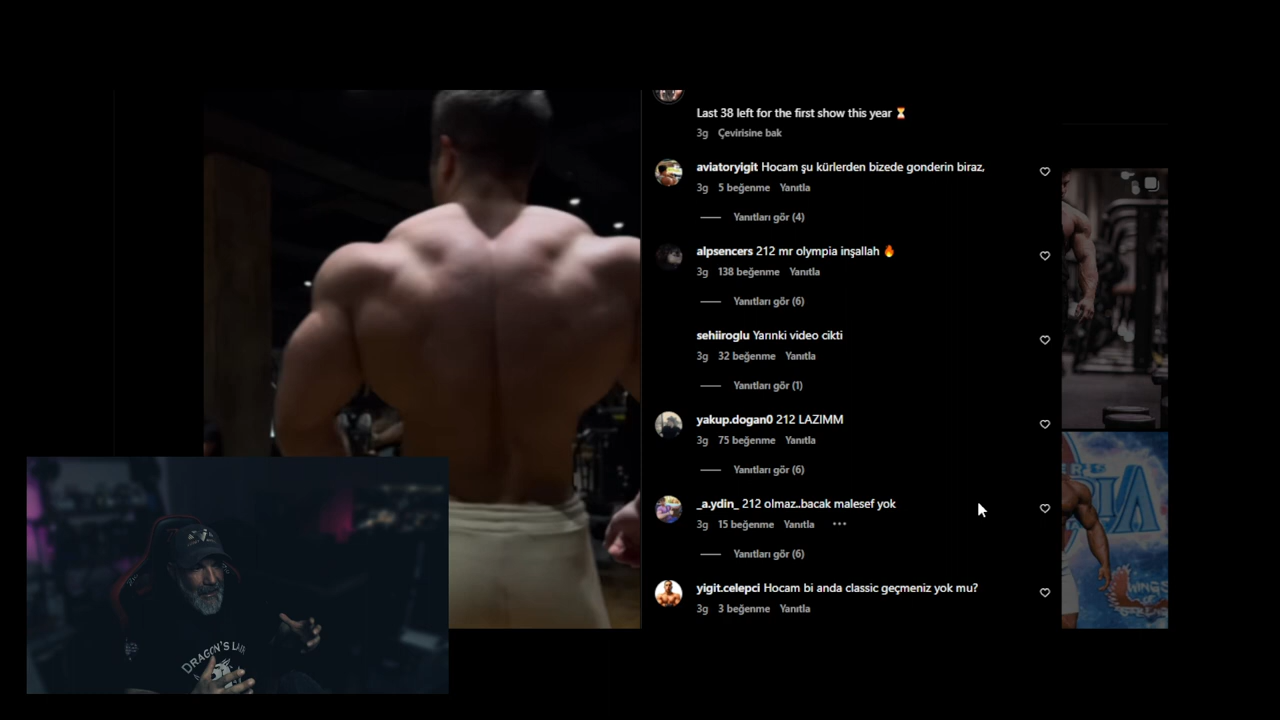 Last 38 left for the first show this year ⏳
3g Çevirisine bak
aviatoryigit Hocam şu kürlerden bizede gonderin biraz,
3g 5 beğenme Yanıtla
Yanıtları gör (4)
alpsencers 212 mr olympia inşallah 🔥
3g 138 beğenme Yanıtla
Yanıtları gör (6)
sehiiroglu Yarınki video cikti
3g 32 beğenme Yanıtla
Yanıtları gör (1)
yakup.dogan0 212 LAZIMM
3g 75 beğenme Yanıtla
Yanıtları gör (6)
_a.ydin_ 212 olmaz..bacak malesef yok
3g 15 beğenme Yanıtla •••
Yanıtları gör (6)
yigit.celepci Hocam bi anda classic geçmeniz yok mu?
3g 3 beğenme Yanıtla
DRAGON'S
WINGS